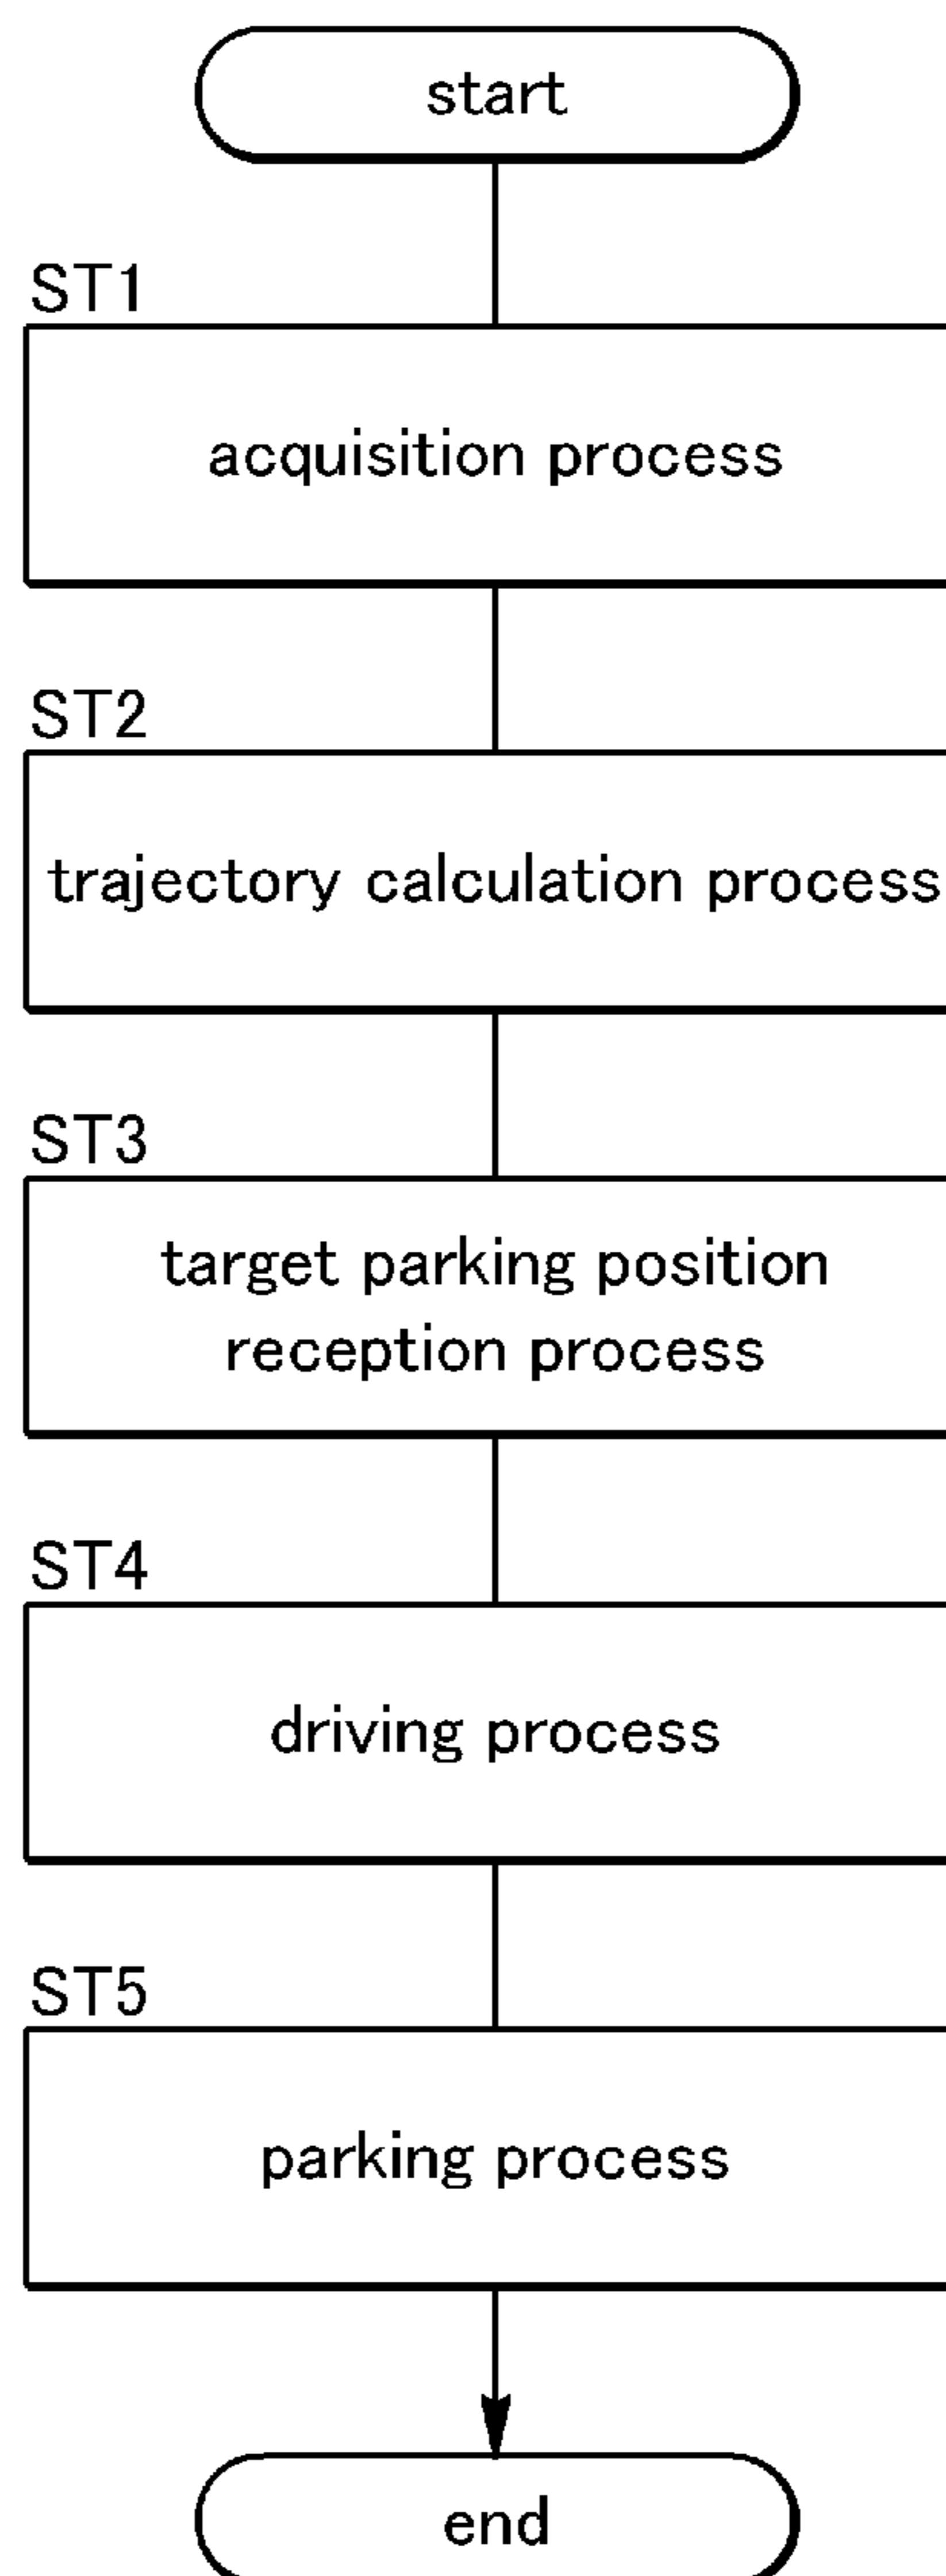 start
ST1
acquisition process
ST2
trajectory calculation process
ST3
target parking position
reception process
ST4
driving process
ST5
parking process
end